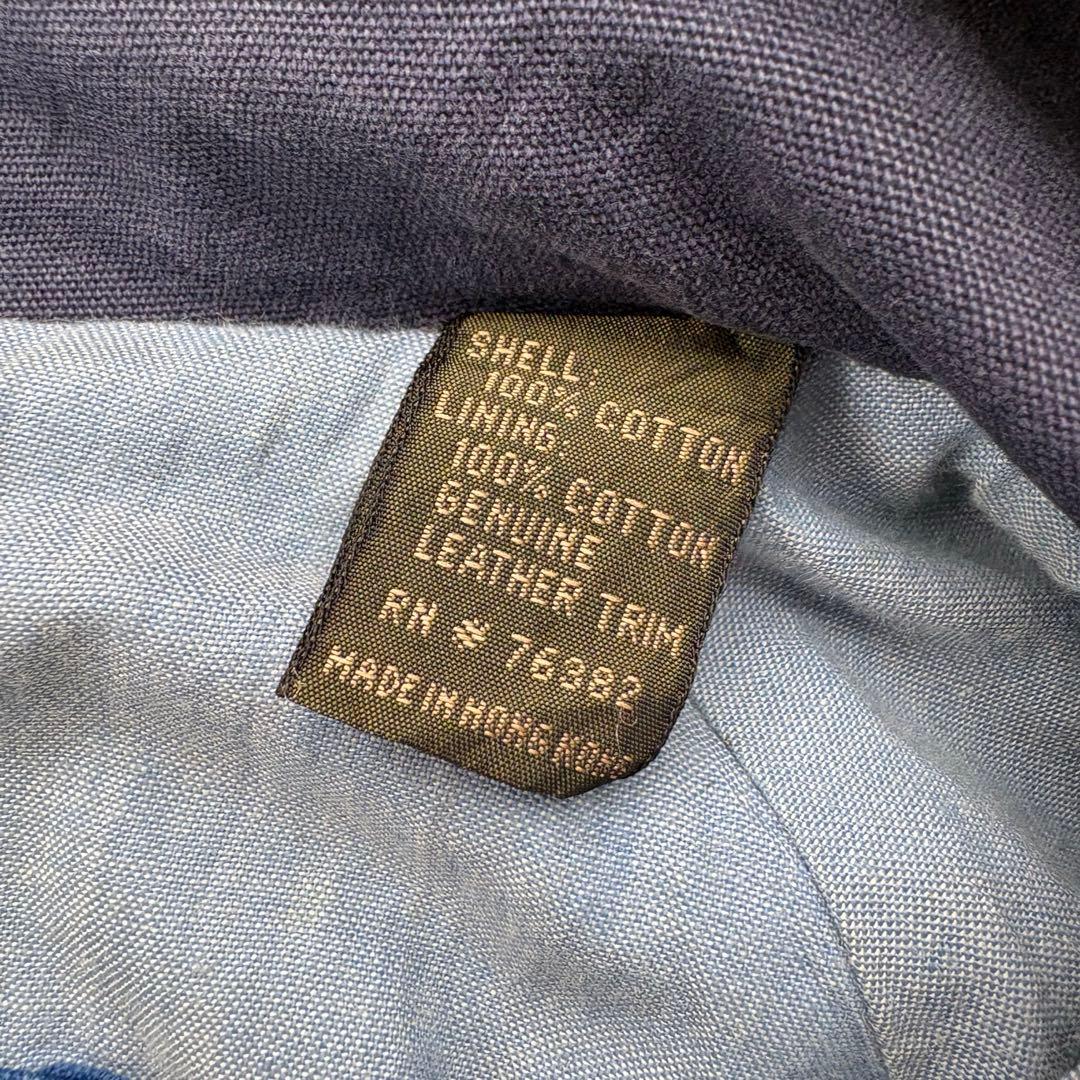 SHELL:
100% COTTON
LINING:
100% COTTON
GENUINE
LEATHER TRIM
RN # 76382
MADE IN HONG KONG